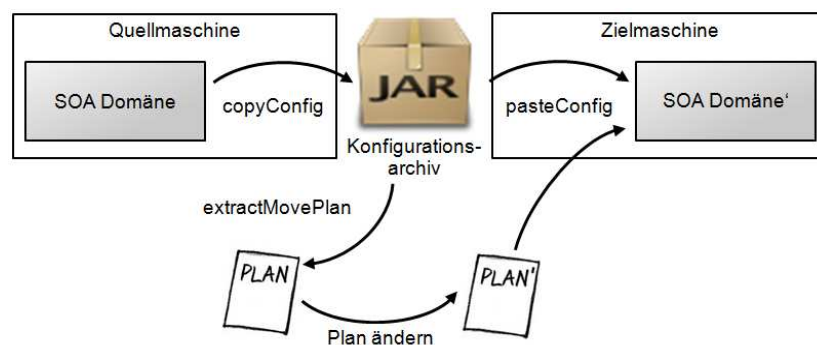 Quellmaschine
SOA Domäne
copyConfig
JAR
Konfigurations-
archiv
Zielmaschine
pasteConfig
SOA Domäne‘
extractMovePlan
PLAN
Plan ändern
PLAN'